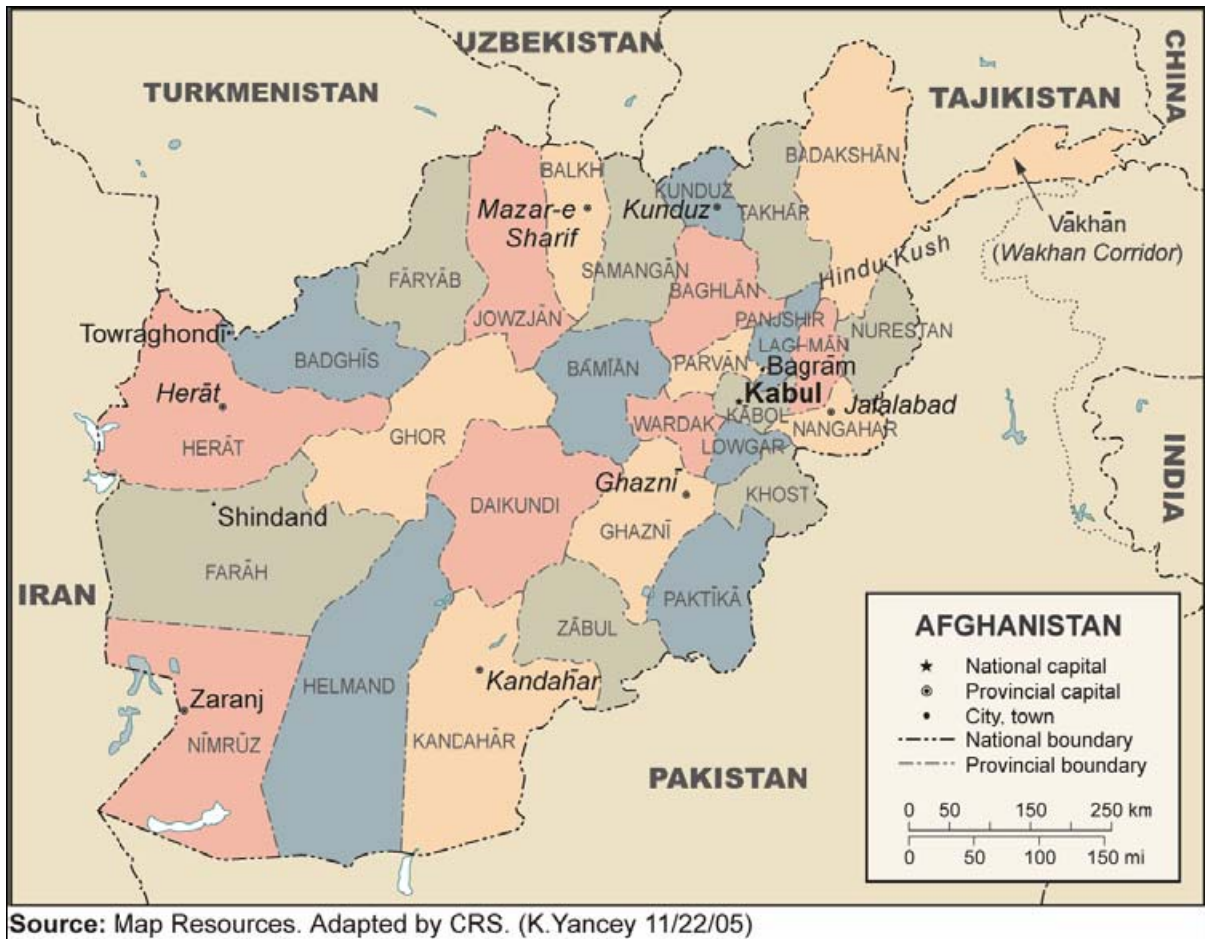 UZBEKISTAN
TURKMENISTAN
TAJIKISTAN
CHINA
BADAKSHĀN
BALKH
KUNDUZ
Mazar-e
Sharif
Kunduz
TAKHĀR
Vākhān
(Wakhan Corridor)
Hindu Kush
FĀRYĀB
SAMANGĀN
BAGHLĀN
JOWZJĀN
PANJSHIR
NURESTAN
Towraghondi
LAGHMĀN
BADGHĪS
BĀMĪĀN
PARVĀN
Bagrām
Herāt
Kabul
Jalalabad
KĀBOL
WARDAK
NANGAHAR
GHOR
HERĀT
LOWGAR
Ghaznī
KHOST
DAIKUNDI
Shindand
GHAZNĪ
INDIA
FARĀH
IRAN
PAKTĪKĀ
ZĀBUL
HELMAND
Kandahār
Zaranj
NĪMRŪZ
KANDAHĀR
PAKISTAN
AFGHANISTAN
National capital
Provincial capital
City, town
National boundary
Provincial boundary
0 50 150 250 km
0 50 100 150 mi
Source: Map Resources. Adapted by CRS. (K.Yancey 11/22/05)